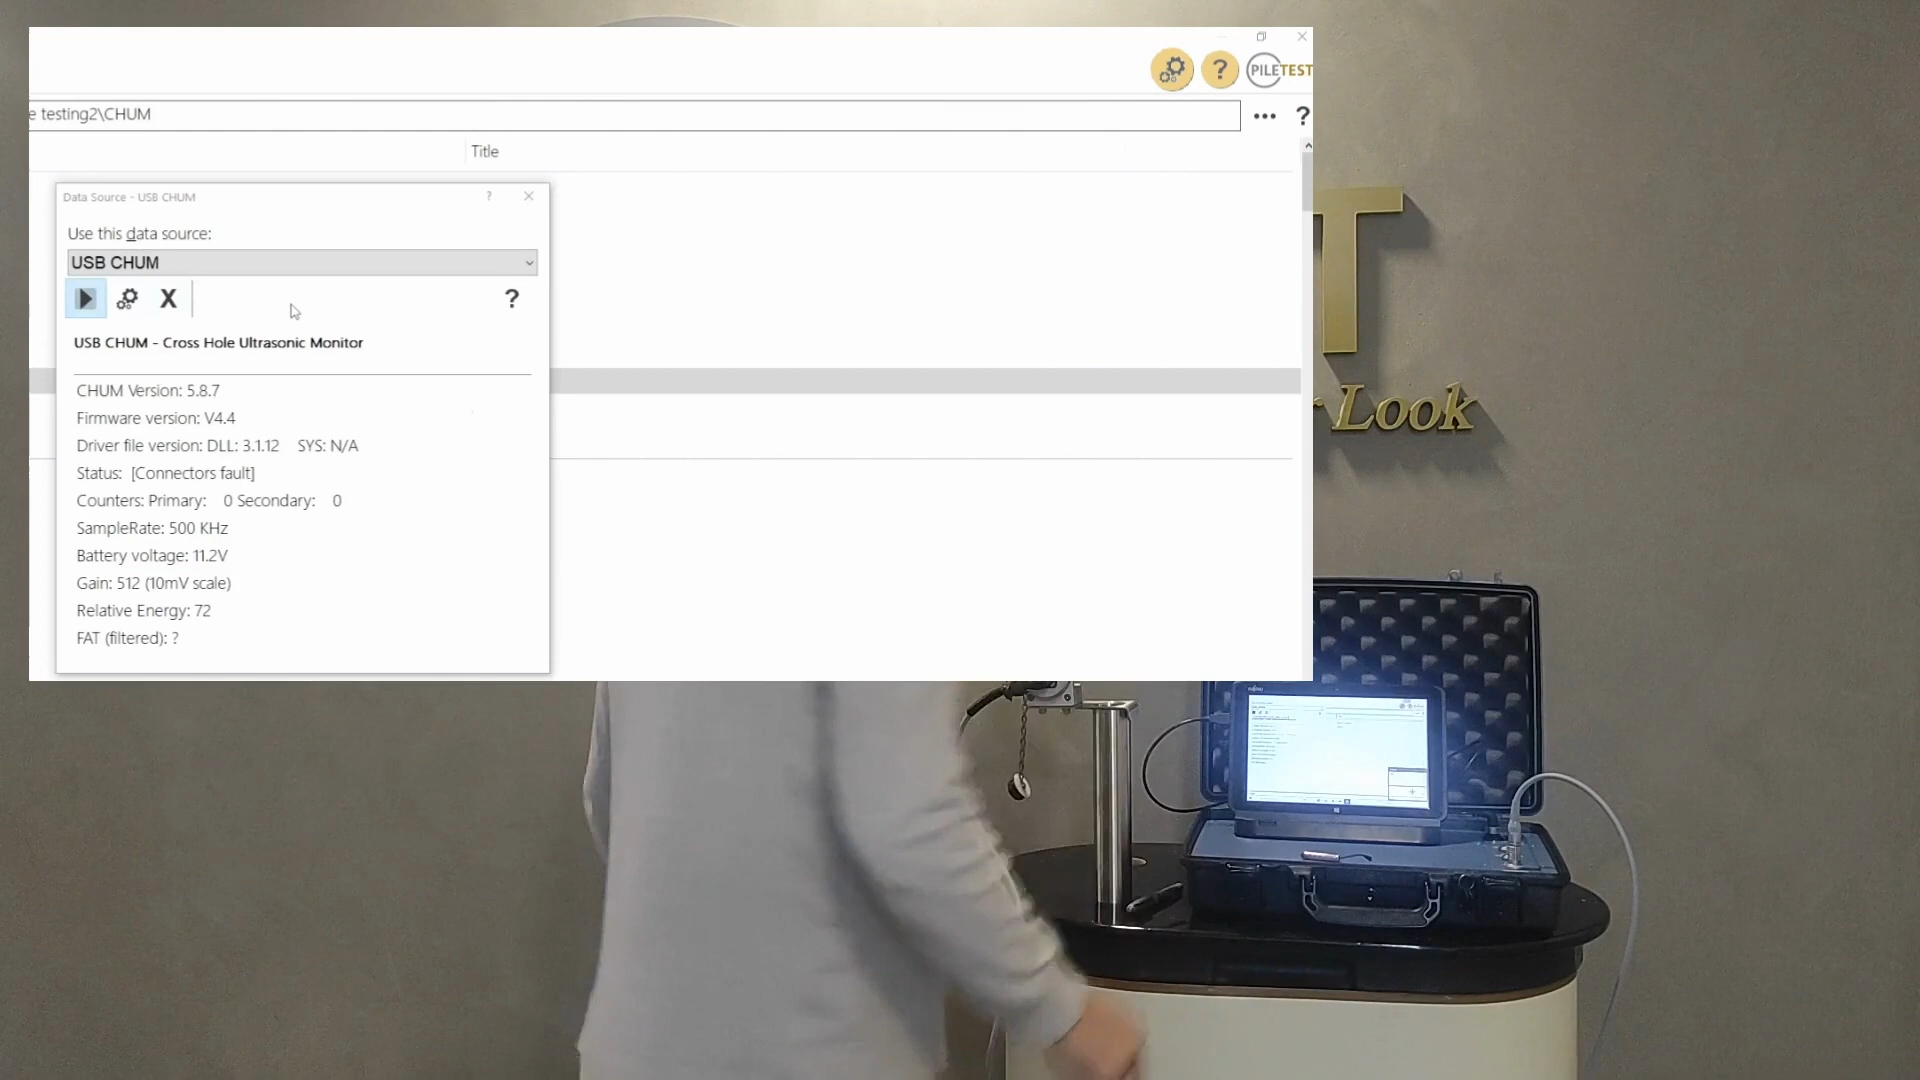 PILETEST
?
e testing2\CHUM
?
Title
Data Source - USB CHUM
?
Use this data source:
USB CHUM
X
?
USB CHUM - Cross Hole Ultrasonic Monitor
CHUM Version: 5.8.7
Firmware version: V4.4
Driver file version: DLL: 3.1.12 SYS: N/A
Status: [Connectors fault]
Counters: Primary: 0 Secondary: 0
SampleRate: 500 KHz
Battery voltage: 11.2V
Gain: 512 (10mV scale)
Relative Energy: 72
FAT (filtered): ?
T
Look